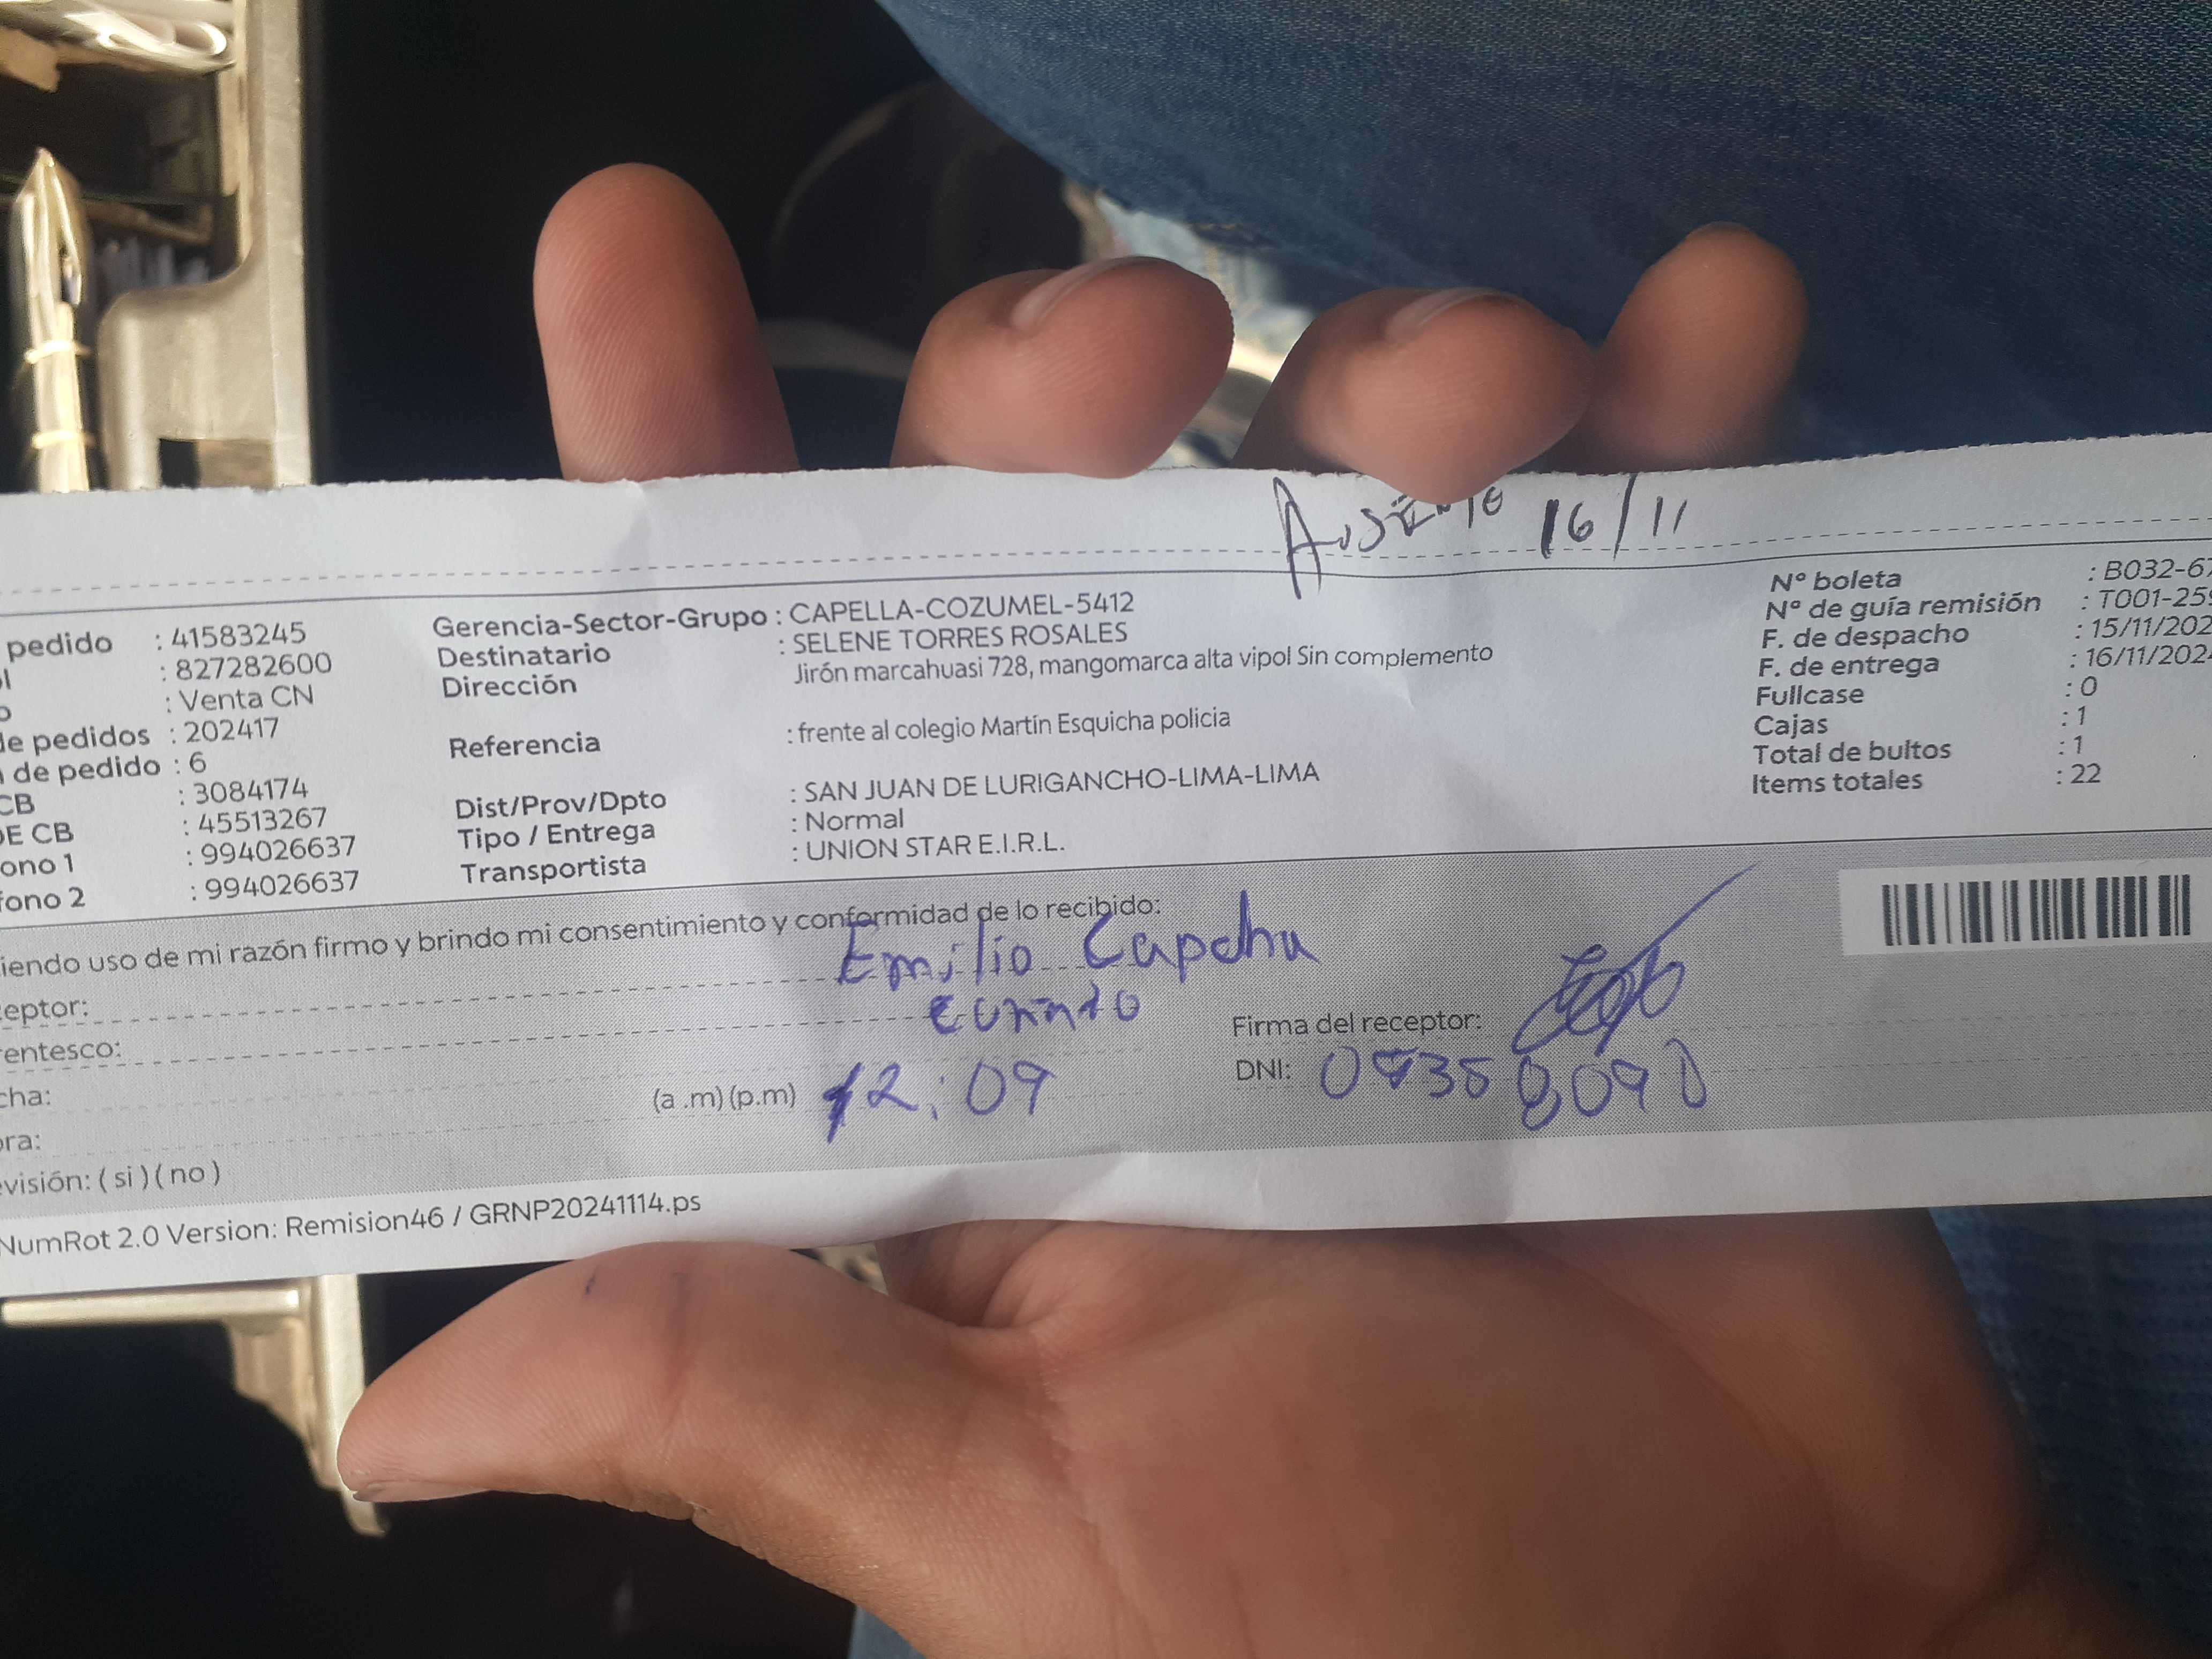 Ausente 16/11
pedido : 41583245
: 827282600
: Venta CN
de pedidos : 202417
de pedido : 6
CB : 3084174
DE CB : 45513267
ono 1 : 994026637
fono 2 : 994026637
Gerencia-Sector-Grupo : CAPELLA-COZUMEL-5412
Destinatario : SELENE TORRES ROSALES
Dirección Jirón marcahuasi 728, mangomarca alta vipol Sin complemento
Referencia : frente al colegio Martín Esquicha policia
Dist/Prov/Dpto : SAN JUAN DE LURIGANCHO-LIMA-LIMA
Tipo / Entrega : Normal
Transportista : UNION STAR E.I.R.L.
Nº boleta : B032-67
Nº de guía remisión : T001-259
F. de despacho : 15/11/202
F. de entrega : 16/11/202
Fullcase : 0
Cajas : 1
Total de bultos : 1
Items totales : 22
iendo uso de mi razón firmo y brindo mi consentimiento y conformidad de lo recibido:
eptor: Emilio Capcha
entesco:
cha:
ora: (a .m) (p.m) 12:09
Firma del receptor:
DNI:
visión: ( si ) ( no )
NumRot 2.0 Version: Remision46 / GRNP20241114.ps